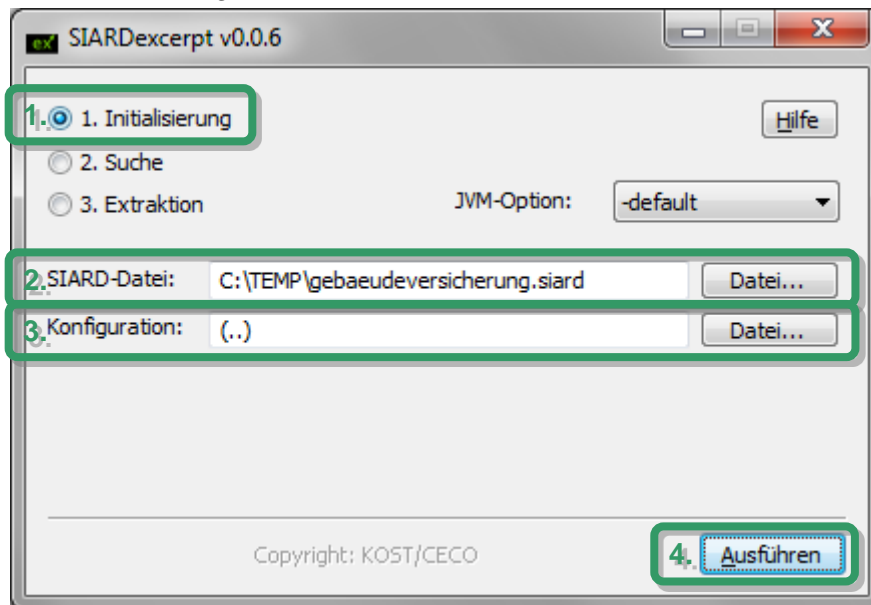 ex SIARDexcerpt v0.0.6
1. 1. Initialisierung
Hilfe
2. Suche
3. Extraktion
JVM-Option: -default
2. SIARD-Datei: C:\TEMP\gebaeudeversicherung.siard Datei...
3. Konfiguration: (..) Datei...
Copyright: KOST/CECO
4. Ausführen